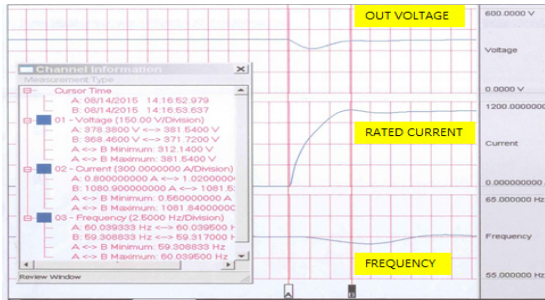 OUT VOLTAGE
600.0000 V
Voltage
0.0000 V
Channel Information
Measurement Type
Cursor Time
A: 08/14/2015 14:16:52.979
B: 08/14/2015 14:16:53.637
01 - Voltage (150.00 V/Division)
A: 378.3800 V <--> 381.5400 V
B: 368.4600 V <--> 371.7200 V
A <-> B Minimum: 312.1400 V
A <-> B Maximum: 381.5400 V
02 - Current (300.0000000 A/Division)
A: 0.800000000 A <--> 1.0200000
B: 1080.900000000 A <--> 1081.5
A <-> B Minimum: 0.560000000 A
A <-> B Maximum: 1081.84000000
03 - Frequency (2.5000 Hz/Division)
A: 60.039333 Hz <--> 60.039500 H
B: 59.308833 Hz <--> 59.317000 H
A <-> B Minimum: 59.308833 Hz
A <-> B Maximum: 60.039500 Hz
Review Window
1200.0000000
RATED CURRENT
Current
0.000000000
65.000000 Hz
Frequency
FREQUENCY
55.000000 Hz
A
B